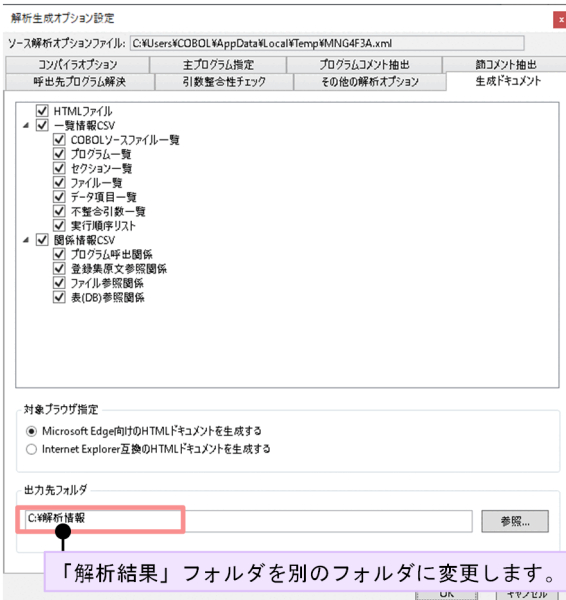 解析生成オプション設定
x
ソース解析オプションファイル: C:¥Users¥COBOL¥AppData¥Local¥Temp¥MNG4F3A.xml
コンパイラオプション 主プログラム指定 プログラムコメント抽出 節コメント抽出
呼出先プログラム解決 引数整合性チェック その他の解析オプション 生成ドキュメント
HTMLファイル
一覧情報CSV
COBOLソースファイル一覧
プログラム一覧
セクション一覧
ファイル一覧
データ項目一覧
不整合引数一覧
実行順序リスト
関係情報CSV
プログラム呼出関係
登録集原文参照関係
ファイル参照関係
表(DB)参照関係
対象ブラウザ指定
Microsoft Edge向けのHTMLドキュメントを生成する
Internet Explorer互換のHTMLドキュメントを生成する
出力先フォルダ
C:¥解析情報
参照...
「解析結果」フォルダを別のフォルダに変更します。
OK キャンセル